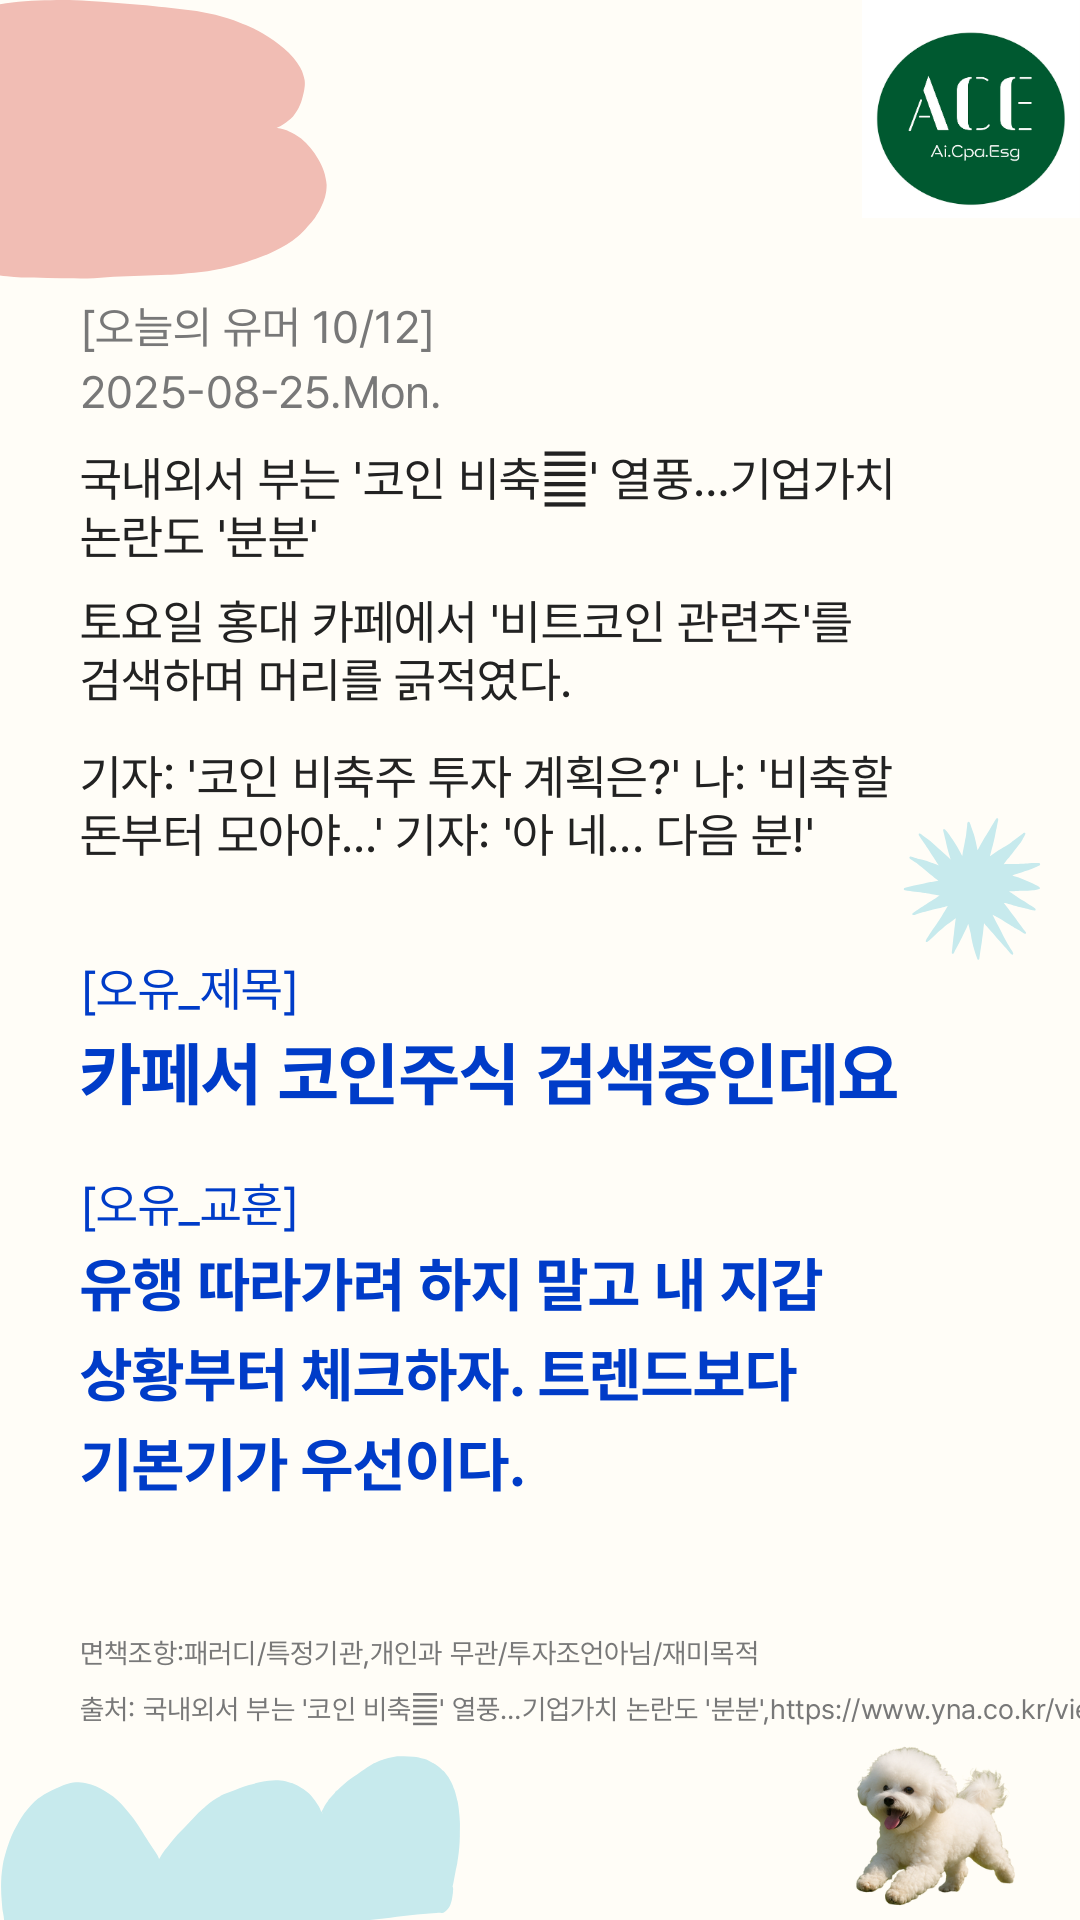 ACE
Ai.Cpa.Esg
[오늘의 유머 10/12]
2025-08-25.Mon.
국내외서 부는 '코인 비축䷀' 열풍…기업가치
논란도 '분분'
토요일 홍대 카페에서 '비트코인 관련주'를
검색하며 머리를 긁적였다.
기자: '코인 비축주 투자 계획은?' 나: '비축할
돈부터 모아야…' 기자: '아 네... 다음 분!'
[오유_제목]
카페서 코인주식 검색중인데요
[오유_교훈]
유행 따라가려 하지 말고 내 지갑
상황부터 체크하자. 트렌드보다
기본기가 우선이다.
면책조항:패러디/특정기관,개인과 무관/투자조언아님/재미목적
출처: 국내외서 부는 '코인 비축䷀' 열풍…기업가치 논란도 '분분',https://www.yna.co.kr/vie